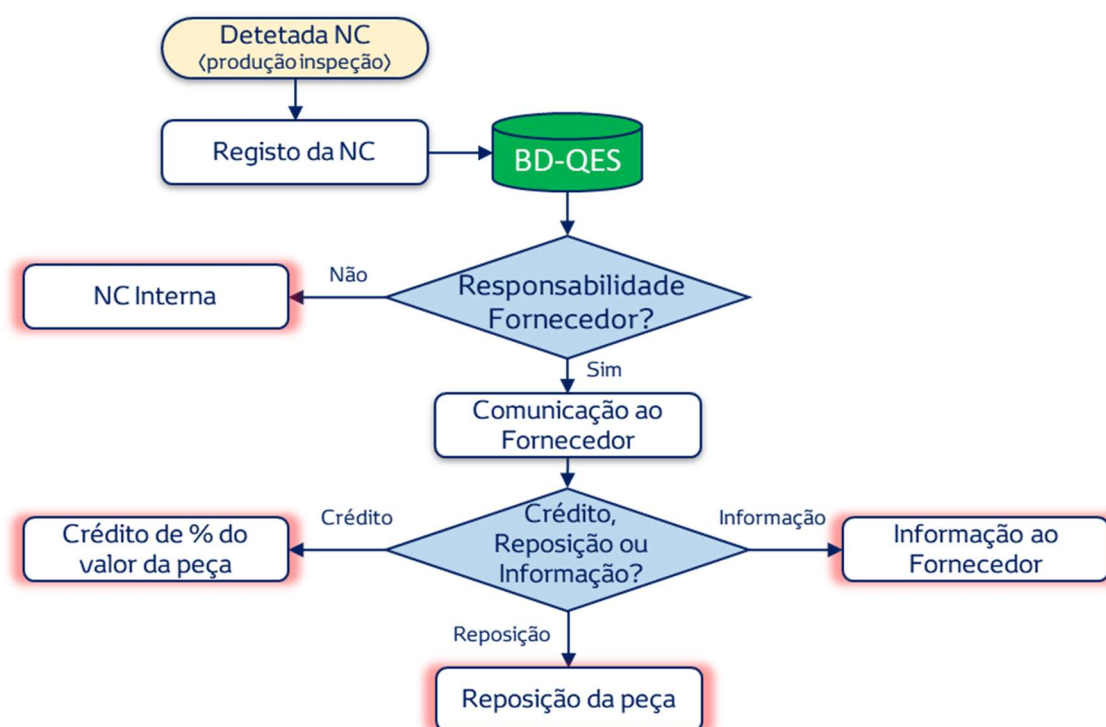 Detetada NC
(produção inspeção)
Registo da NC
BD-QES
Não
NC Interna
Responsabilidade
Fornecedor?
Sim
Comunicação ao
Fornecedor
Crédito
Crédito de % do
valor da peça
Crédito,
Reposição ou
Informação?
Informação
Informação ao
Fornecedor
Reposição
Reposição da peça